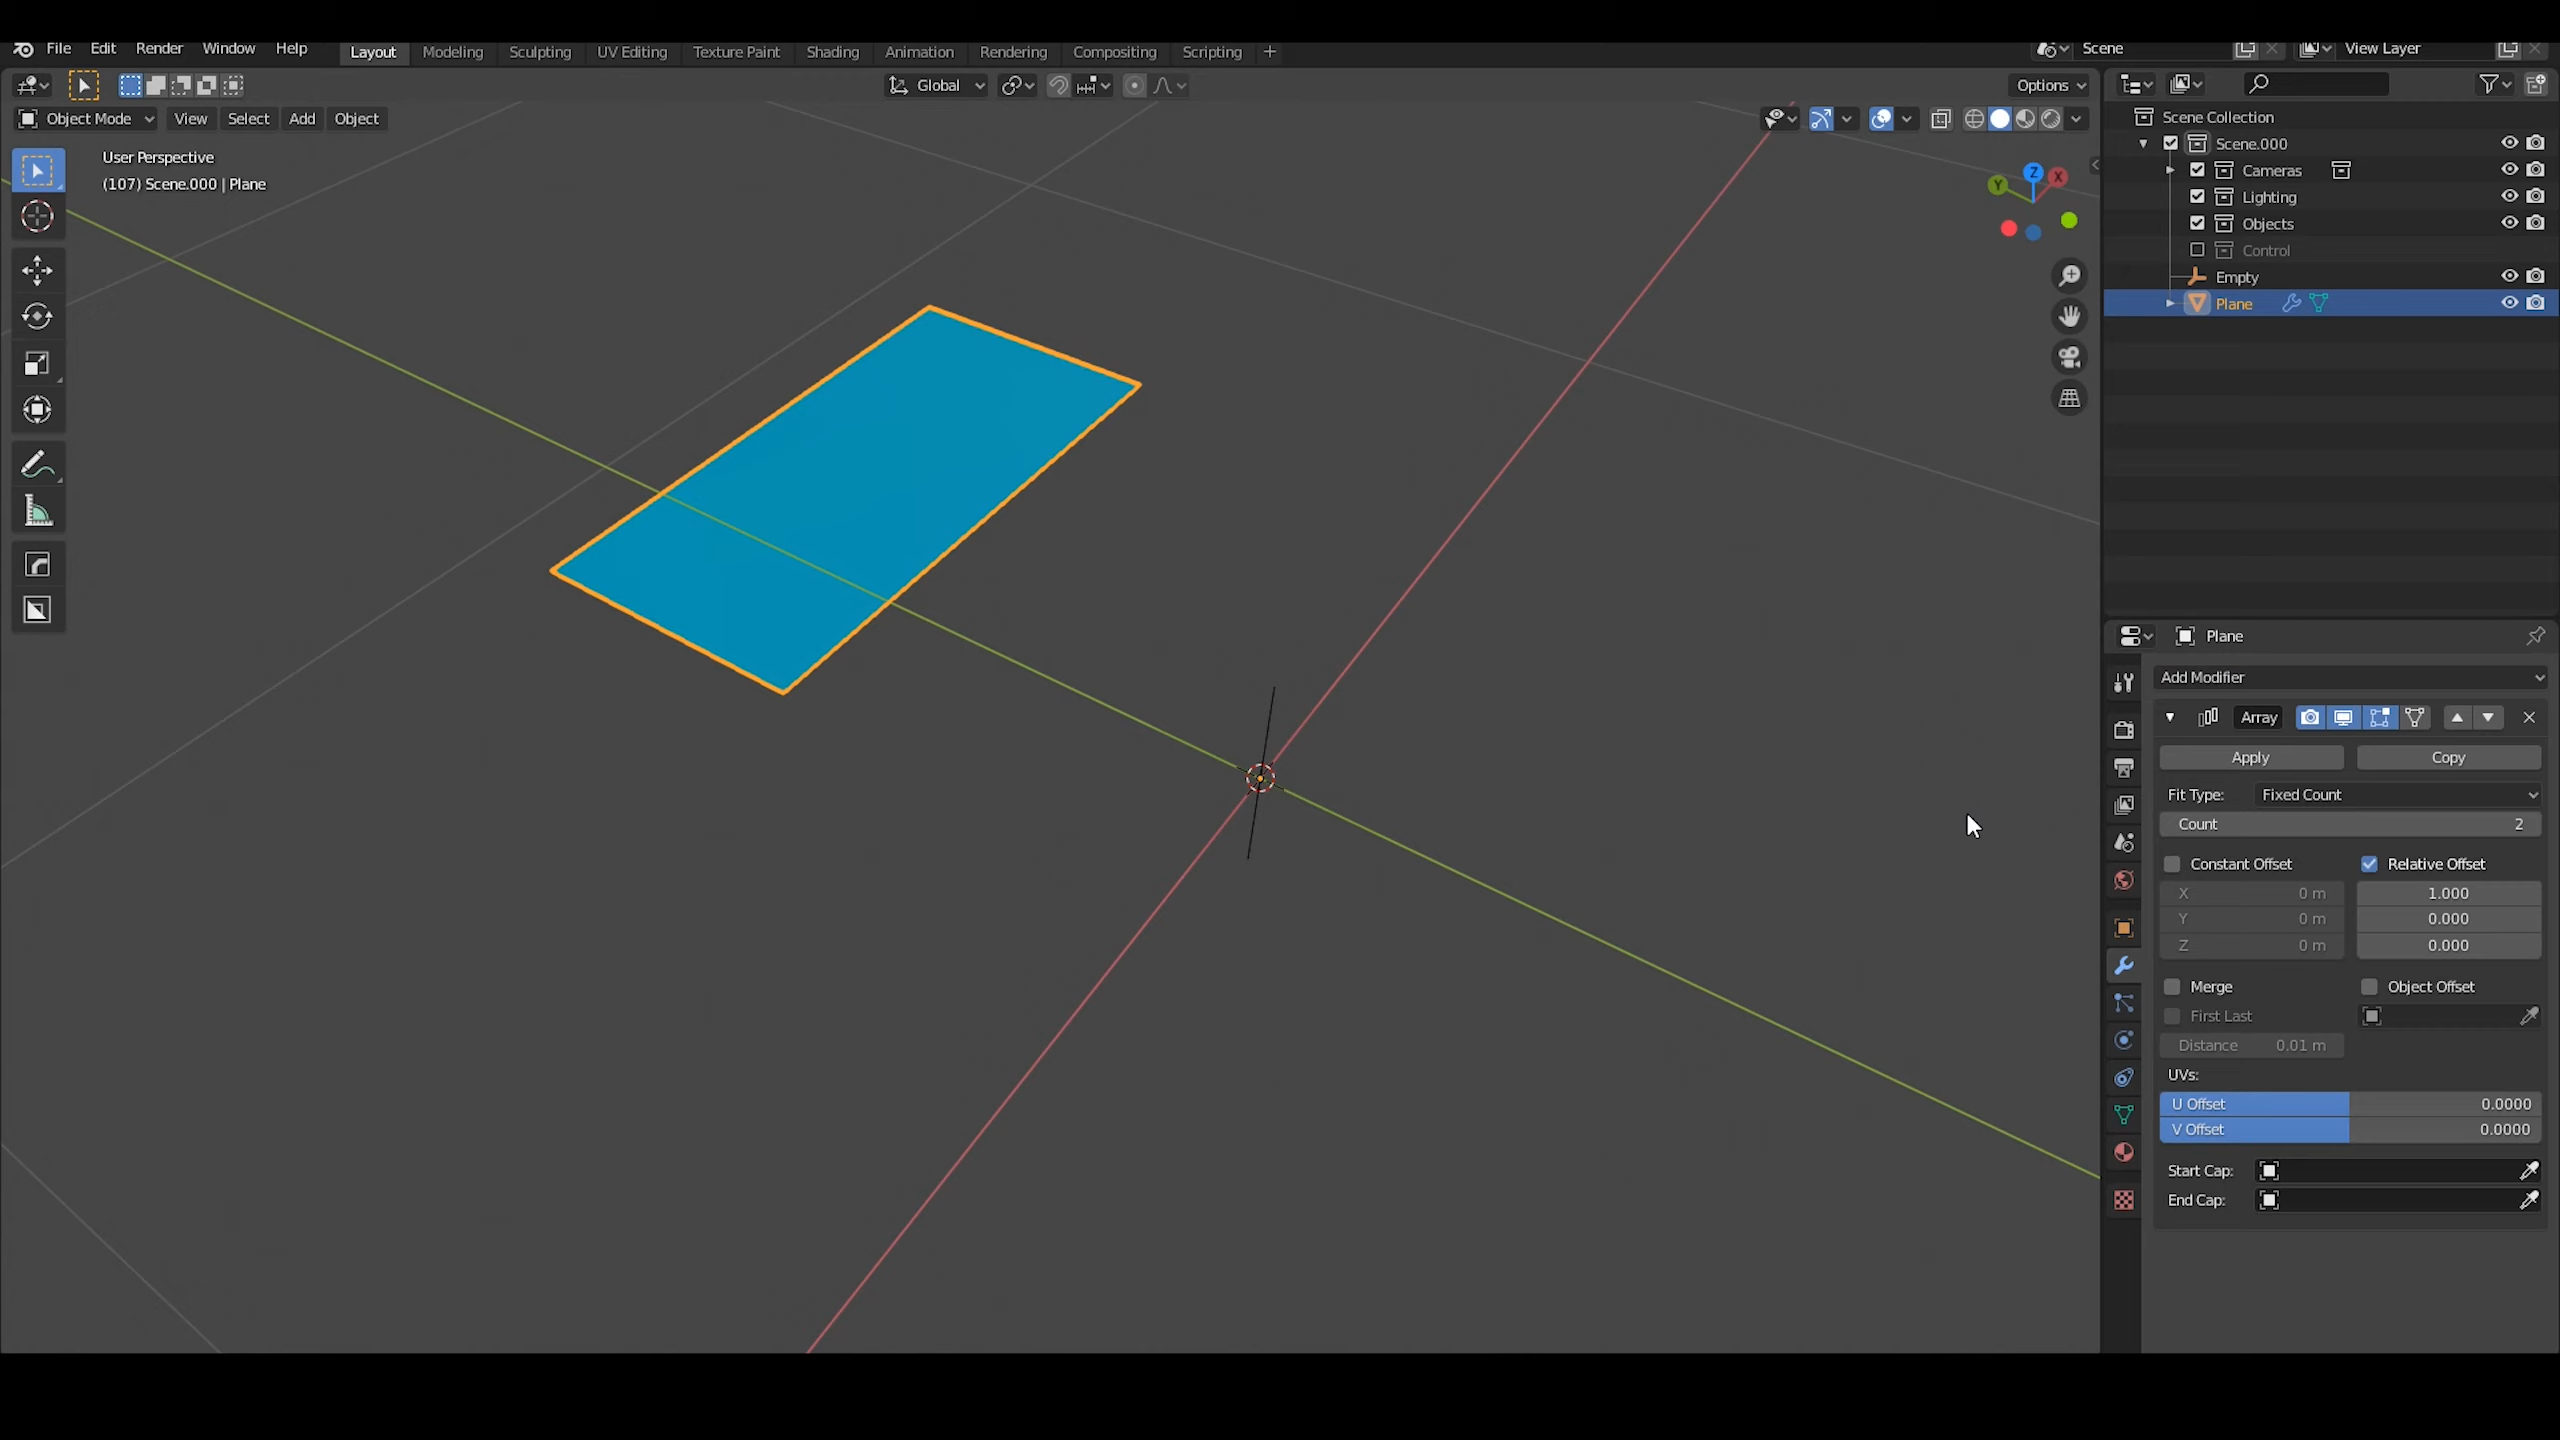 File Edit Render Window Help Layout Modeling Sculpting UV Editing Texture Paint Shading Animation Rendering Compositing Scripting + Scene View Layer
Global Options
Object Mode View Select Add Object
User Perspective
(107) Scene.000 | Plane
Z
Y
X
Scene Collection
Scene.000
Cameras
Lighting
Objects
Control
Empty
Plane
Plane
Add Modifier
Array
Apply Copy
Fit Type: Fixed Count
Count 2
Constant Offset Relative Offset
X 0 m 1.000
Y 0 m 0.000
Z 0 m 0.000
Merge Object Offset
First Last
Distance 0.01 m
UVs:
U Offset 0.0000
V Offset 0.0000
Start Cap:
End Cap: